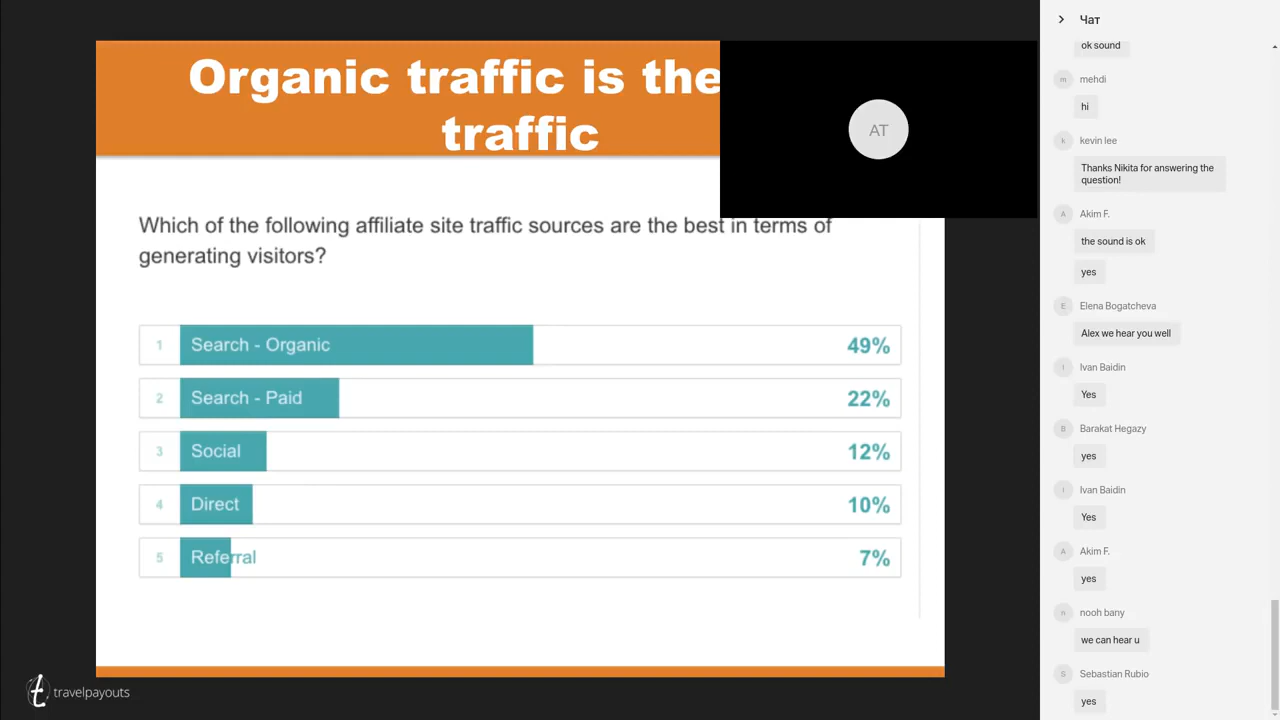 Organic traffic is the
traffic
AT
Which of the following affiliate site traffic sources are the best in terms of
generating visitors?
1 Search - Organic 49%
2 Search - Paid 22%
3 Social 12%
4 Direct 10%
5 Referral 7%
travelpayouts
Чат
ok sound
m mehdi
hi
k kevin lee
Thanks Nikita for answering the
question!
A Akim F.
the sound is ok
yes
E Elena Bogatcheva
Alex we hear you well
I Ivan Baidin
Yes
B Barakat Hegazy
yes
I Ivan Baidin
Yes
A Akim F.
yes
n nooh bany
we can hear u
S Sebastian Rubio
yes